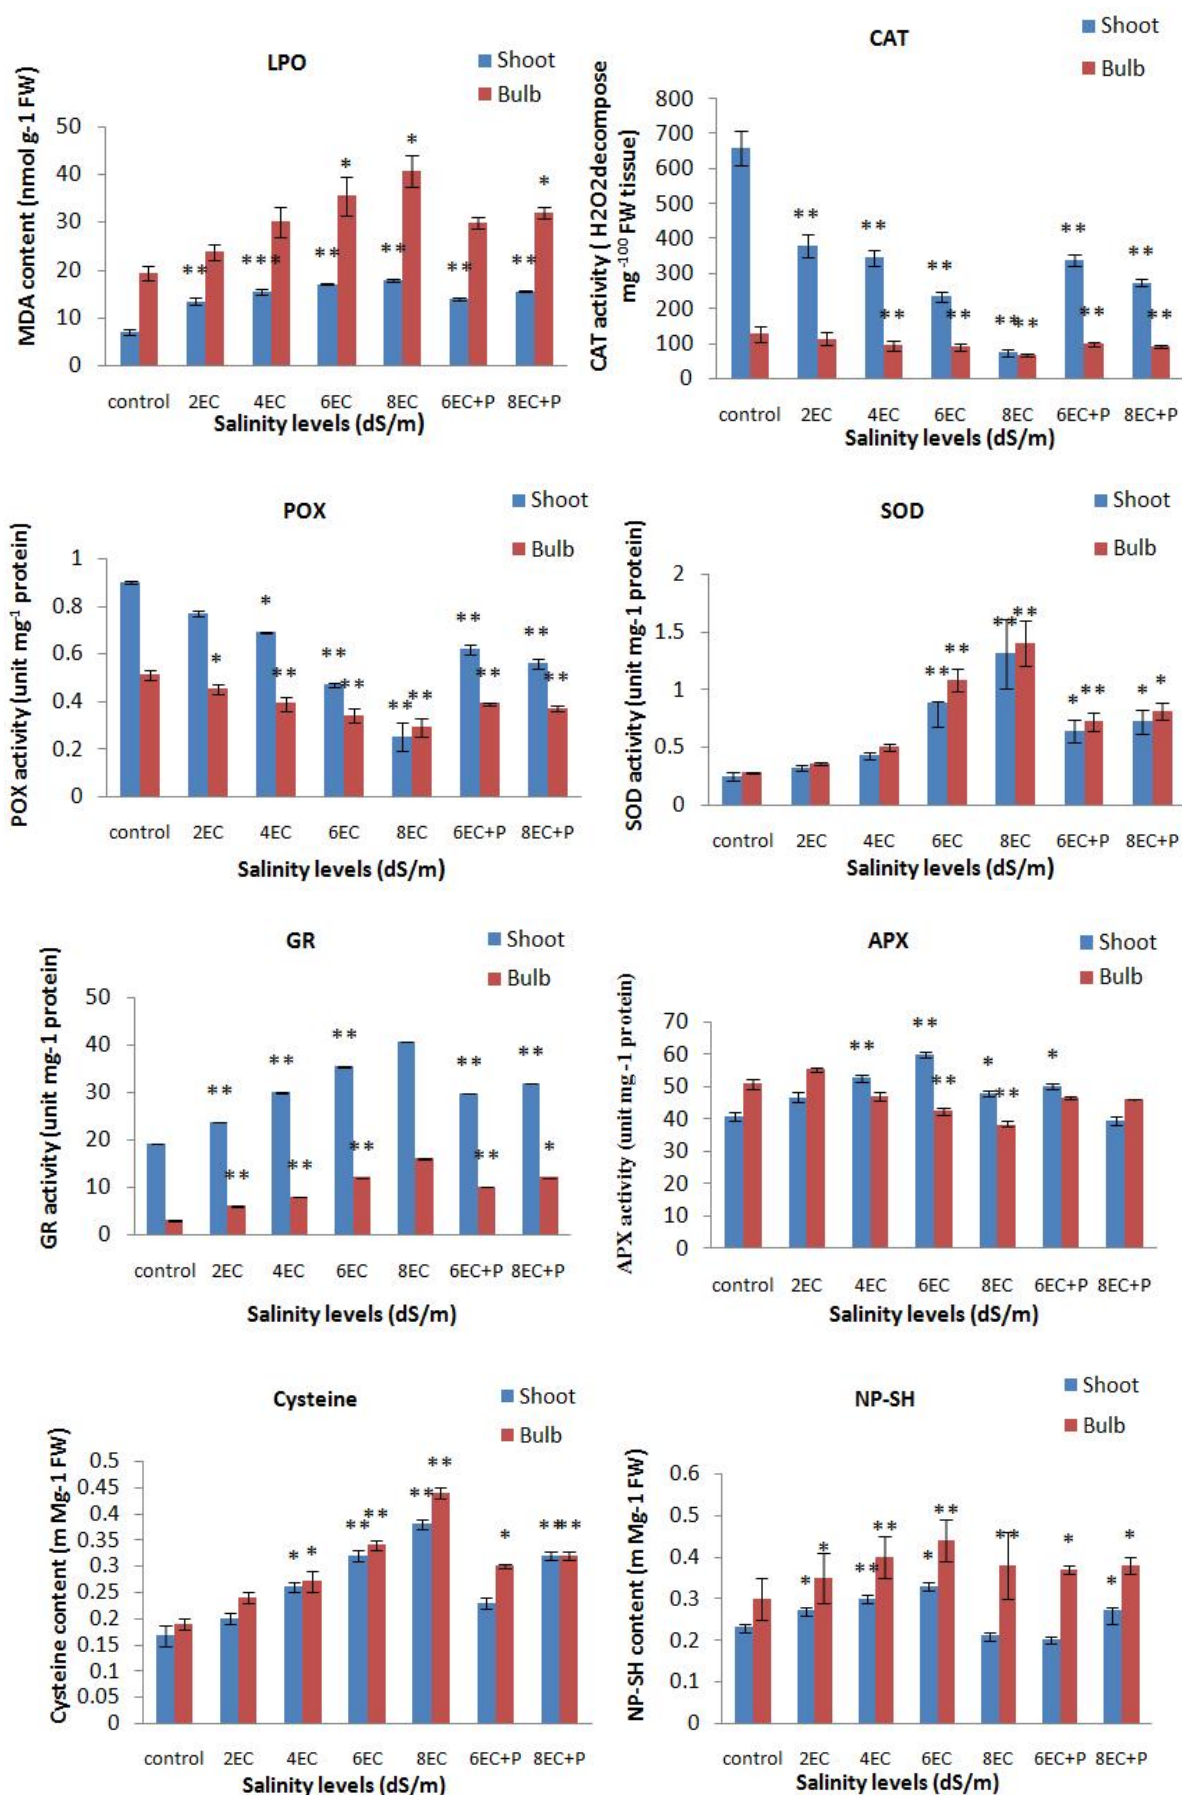 LPO
Shoot
Bulb
MDA content (nmol g-1 FW)
50
40
30
20
10
0
** *** ** ** ** **
* * *
control 2EC 4EC 6EC 8EC 6EC+P 8EC+P
Salinity levels (dS/m)
CAT
Shoot
Bulb
CAT activity ( H2O2decompose
mg -100 FW tissue)
800
700
600
500
400
300
200
100
0
** ** ** ** ** **
** ** ** ** **
control 2EC 4EC 6EC 8EC 6EC+P 8EC+P
Salinity levels (dS/m)
POX
Shoot
Bulb
POX activity (unit mg-1 protein)
1
0.8
0.6
0.4
0.2
0
* ** ** ** **
* ** ** ** ** **
control 2EC 4EC 6EC 8EC 6EC+P 8EC+P
Salinity levels (dS/m)
SOD
Shoot
Bulb
SOD activity (unit mg-1 protein)
2
1.5
1
0.5
0
** ** * *
** ** ** *
control 2EC 4EC 6EC 8EC 6EC+P 8EC+P
Salinity levels (dS/m)
GR
Shoot
Bulb
GR activity (unit mg-1 protein)
50
40
30
20
10
0
** ** ** ** **
** ** ** ** *
control 2EC 4EC 6EC 8EC 6EC+P 8EC+P
Salinity levels (dS/m)
APX
Shoot
Bulb
APX activity (unit mg -1 protein)
70
60
50
40
30
20
10
0
** ** * *
** **
control 2EC 4EC 6EC 8EC 6EC+P 8EC+P
Salinity levels (dS/m)
Cysteine
Shoot
Bulb
Cysteine content (m Mg-1 FW)
0.5
0.45
0.4
0.35
0.3
0.25
0.2
0.15
0.1
0.05
0
* ** ** **
* ** ** * **
control 2EC 4EC 6EC 8EC 6EC+P 8EC+P
Salinity levels (dS/m)
NP-SH
Shoot
Bulb
NP-SH content (m Mg-1 FW)
0.6
0.5
0.4
0.3
0.2
0.1
0
* ** * *
* ** ** ** * *
control 2EC 4EC 6EC 8EC 6EC+P 8EC+P
Salinity levels (dS/m)